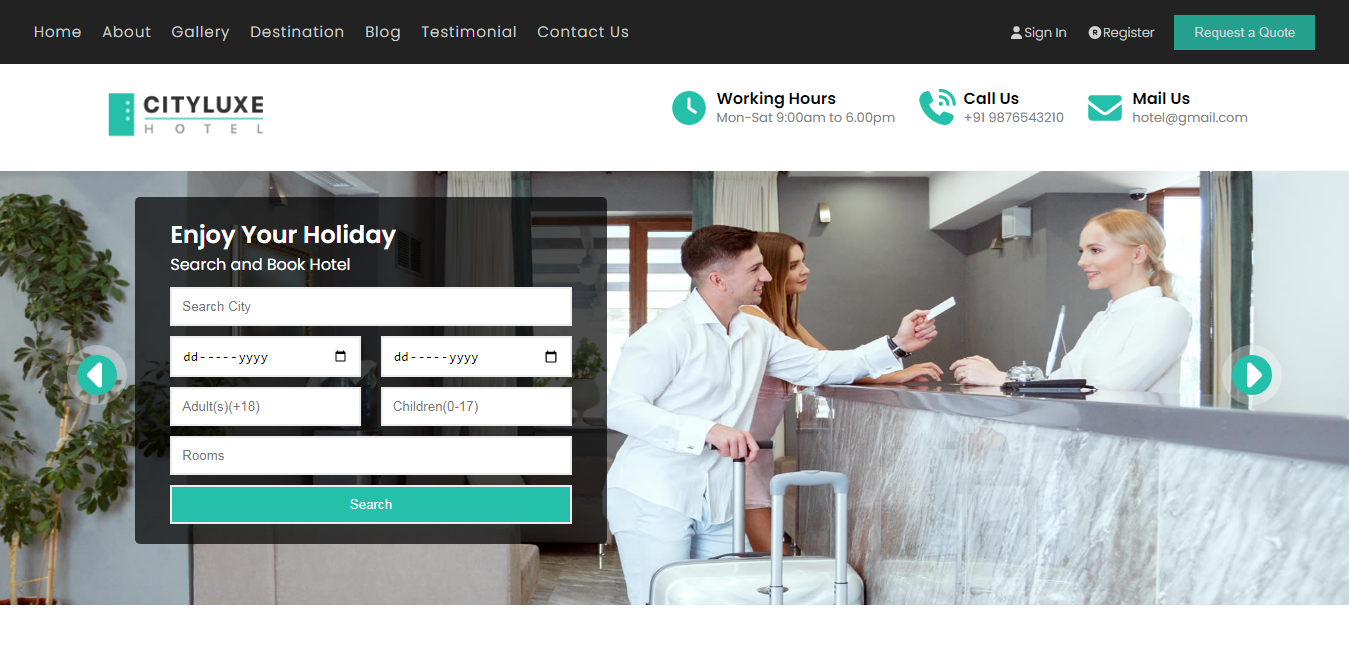 Home About Gallery Destination Blog Testimonial Contact Us Sign In Register Request a Quote
CITYLUXE
HOTEL
Working Hours
Mon-Sat 9:00am to 6.00pm
Call Us
+91 9876543210
Mail Us
hotel@gmail.com
Enjoy Your Holiday
Search and Book Hotel
Search City
dd-----yyyy dd-----yyyy
Adult(s)(+18) Children(0-17)
Rooms
Search